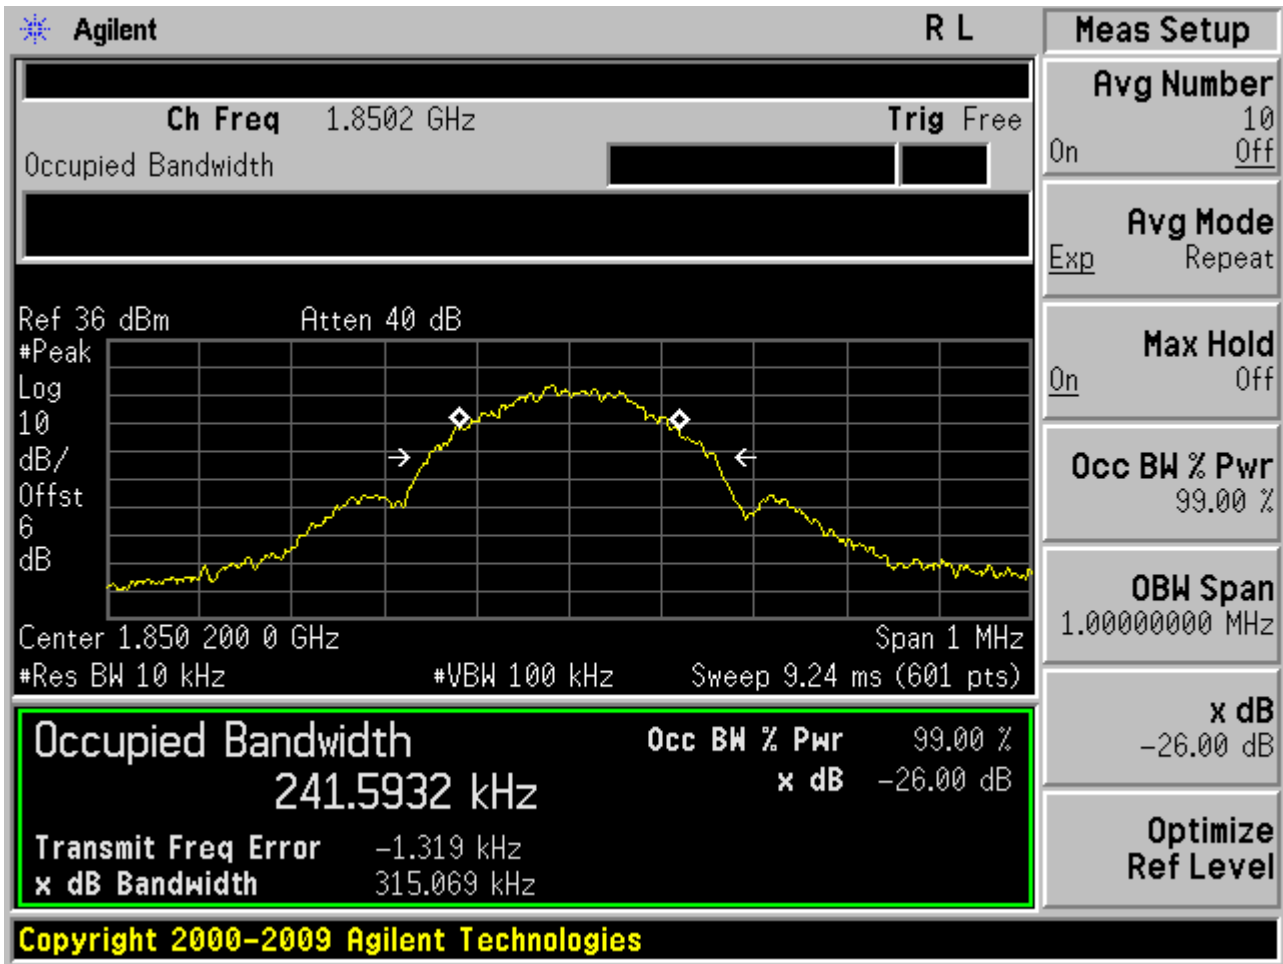 Agilent
R L
Ch Freq 1.8502 GHz
Trig Free
Occupied Bandwidth
Ref 36 dBm
Atten 40 dB
#Peak
Log
10
dB/
Offst
6
dB
Center 1.850 200 0 GHz
Span 1 MHz
#Res BW 10 kHz
#VBW 100 kHz
Sweep 9.24 ms (601 pts)
Occupied Bandwidth
241.5932 kHz
Occ BW % Pwr 99.00 %
x dB -26.00 dB
Transmit Freq Error -1.319 kHz
x dB Bandwidth 315.069 kHz
Copyright 2000-2009 Agilent Technologies
Meas Setup
Avg Number
10
On Off
Avg Mode
Exp Repeat
Max Hold
On Off
Occ BW % Pwr
99.00 %
OBW Span
1.00000000 MHz
x dB
-26.00 dB
Optimize
Ref Level